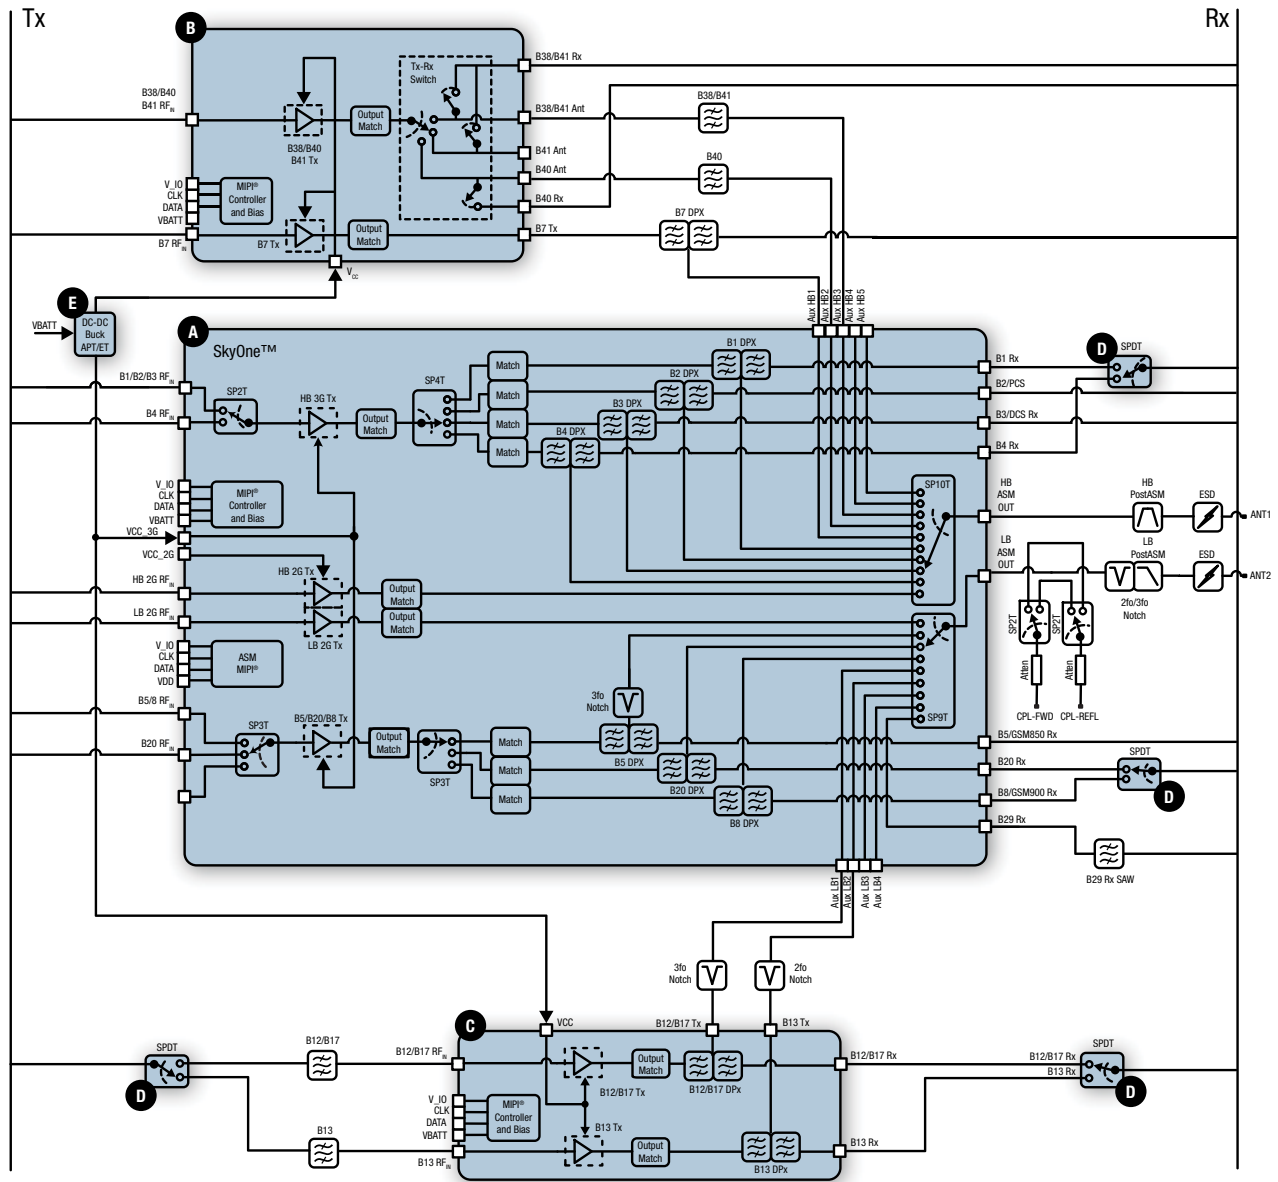 Tx
Rx
B
B38/B40
B41 RF IN
B38/B40
B41 Tx
Output
Match
Tx-Rx
Switch
B38/B41 Rx
B38/B41 Ant
B41 Ant
B40 Ant
B40 Rx
B7 Tx
B38/B41
B40
B7 DPX
V_IO
CLK
DATA
VBATT
MIPI®
Controller
and Bias
B7 RF IN
B7 Tx
Output
Match
VCC
E
VBATT
DC-DC
Buck
APT/ET
Aux HB1
Aux HB2
Aux HB3
Aux HB4
Aux HB5
A
SkyOne™
B1/B2/B3 RF IN
B4 RF IN
SP2T
HB 3G Tx
Output
Match
SP4T
Match
Match
Match
Match
B1 DPX
B2 DPX
B3 DPX
B4 DPX
B1 Rx
B2/PCS
B3/DCS Rx
B4 Rx
D
SPDT
V_IO
CLK
DATA
VBATT
MIPI®
Controller
and Bias
VCC_3G
VCC_2G
HB 2G RF IN
LB 2G RF IN
HB 2G Tx
LB 2G Tx
Output
Match
Output
Match
SP10T
HB
ASM
OUT
HB
PostASM
ESD
ANT1
LB
ASM
OUT
LB
PostASM
ESD
ANT2
2fo/3fo
Notch
SP2T
SP2T
Atten
Atten
CPL-FWD
CPL-REFL
V_IO
CLK
DATA
VDD
ASM
MIPI®
SP9T
B5/8 RF IN
B20 RF IN
SP3T
B5/B20/B8 Tx
Output
Match
SP3T
Match
Match
Match
3fo
Notch
B5 DPX
B20 DPX
B8 DPX
B5/GSM850 Rx
B20 Rx
B8/GSM900 Rx
B29 Rx
SPDT
D
B29 Rx SAW
Aux LB1
Aux LB2
Aux LB3
Aux LB4
3fo
Notch
2fo
Notch
C
VCC
B12/B17 Tx
B13 Tx
SPDT
D
B12/B17
B13
B12/B17 RF IN
B12/B17 Tx
Output
Match
B12/B17 DPx
B12/B17 Rx
V_IO
CLK
DATA
VBATT
MIPI®
Controller
and Bias
B13 RF IN
B13 Tx
Output
Match
B13 DPx
B13 Rx
B12/B17 Rx
B13 Rx
SPDT
D